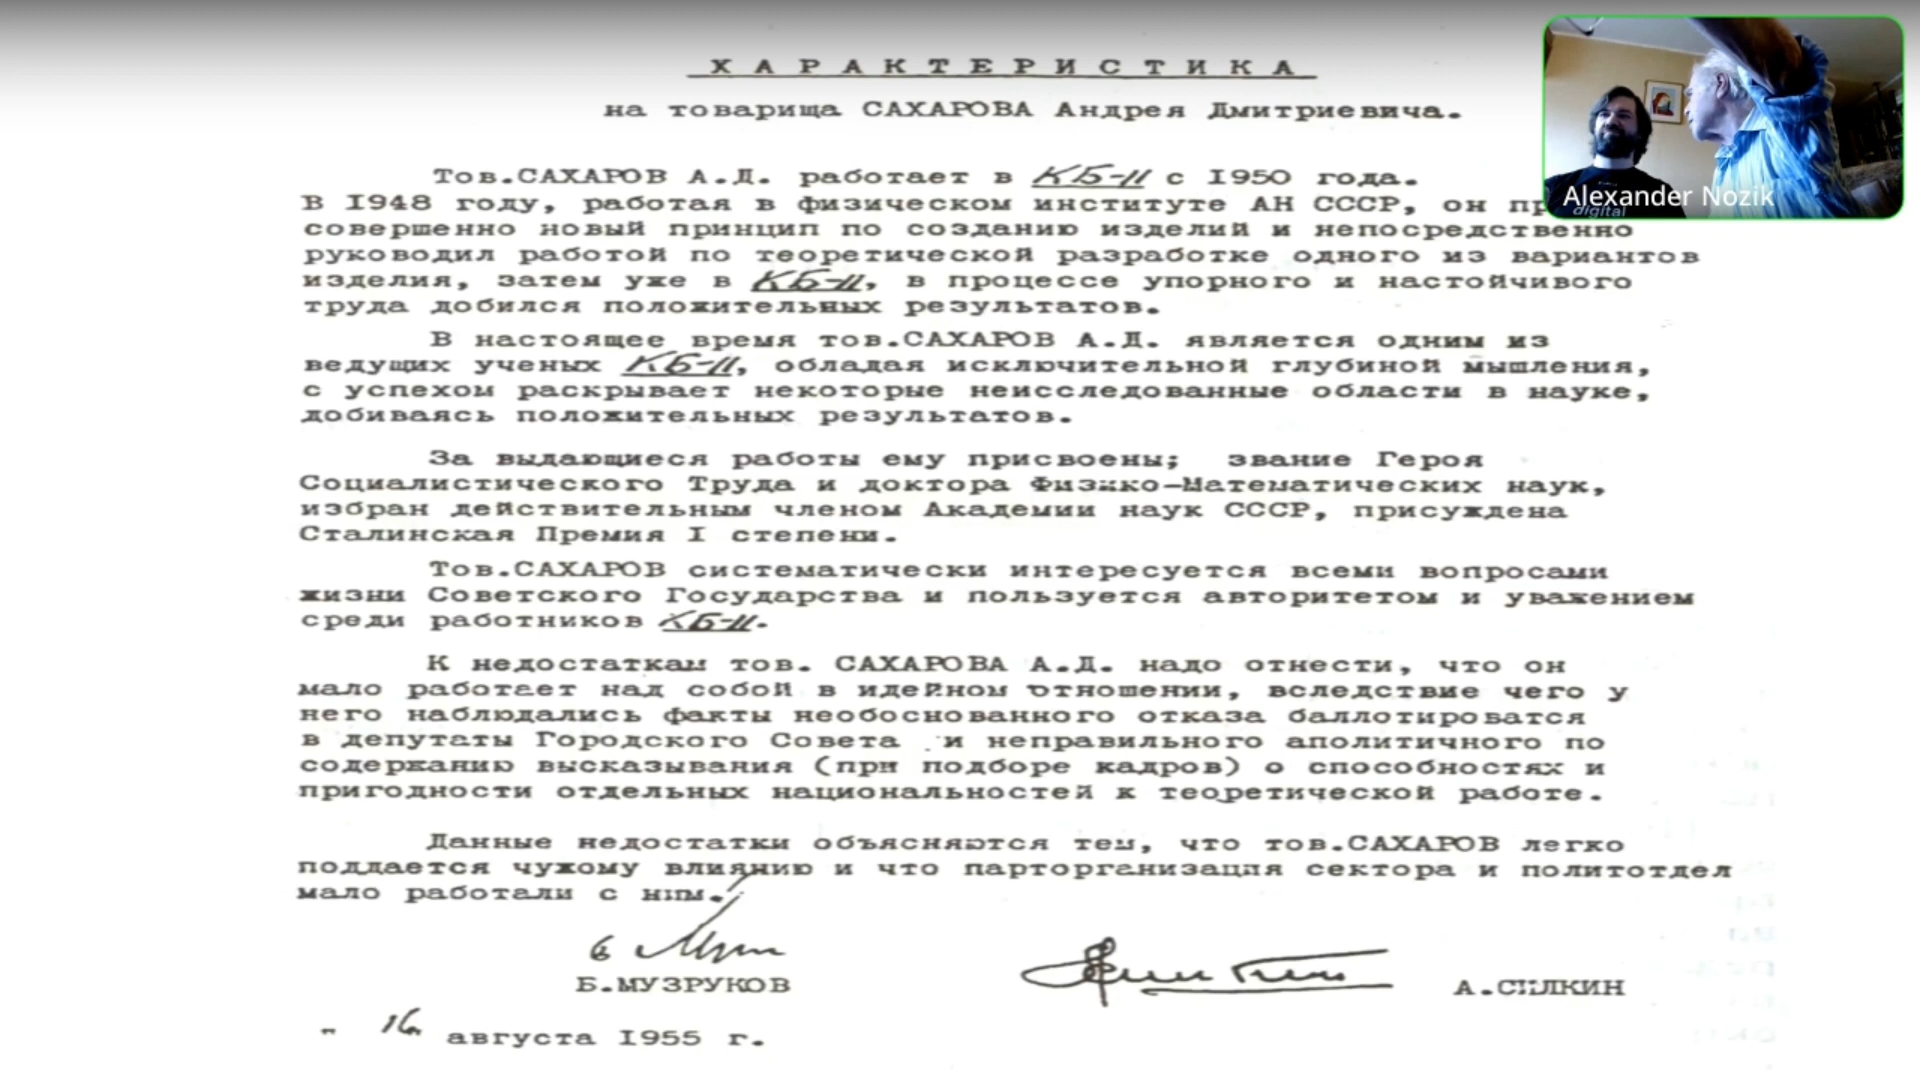 ХАРАКТЕРИСТИКА
на товарища САХАРОВА Андрея Дмитриевича.
Тов.САХАРОВ А.Д. работает в КБ-11 с 1950 года.
В 1948 году, работая в физическом институте АН СССР, он
совершенно новый принцип по созданию изделий и непосредственно
руководил работой по теоретической разработке одного из вариантов
изделия, затем уже в КБ-11, в процессе упорного и настойчивого
труда добился положительных результатов.
В настоящее время тов.САХАРОВ А.Д. является одним из
ведущих ученых КБ-11, обладая исключительной глубиной мышления,
с успехом раскрывает некоторые неисследованные области в науке,
добиваясь положительных результатов.
За выдающиеся работы ему присвоены; звание Героя
Социалистического Труда и доктора Физико-Математических наук,
избран действительным членом Академии наук СССР, присуждена
Сталинская Премия I степени.
Тов.САХАРОВ систематически интересуется всеми вопросами
жизни Советского Государства и пользуется авторитетом и уважением
среди работников КБ-11.
К недостаткам тов. САХАРОВА А.Д. надо отнести, что он
мало работает над собой в идейном отношении, вследствие чего у
него наблюдались факты необоснованного отказа баллотироватся
в депутаты Городского Совета и неправильного аполитичного по
содержанию высказывания (при подборе кадров) о способностях и
пригодности отдельных национальностей к теоретической работе.
Данные недостатки объясняются тем, что тов.САХАРОВ легко
поддается чужому влиянию и что парторганизация сектора и политотдел
мало работали с ним.
Б.МУЗРУКОВ
А.СИЛКИН
" 16 августа 1955 г.
Alexander Nozik
digital